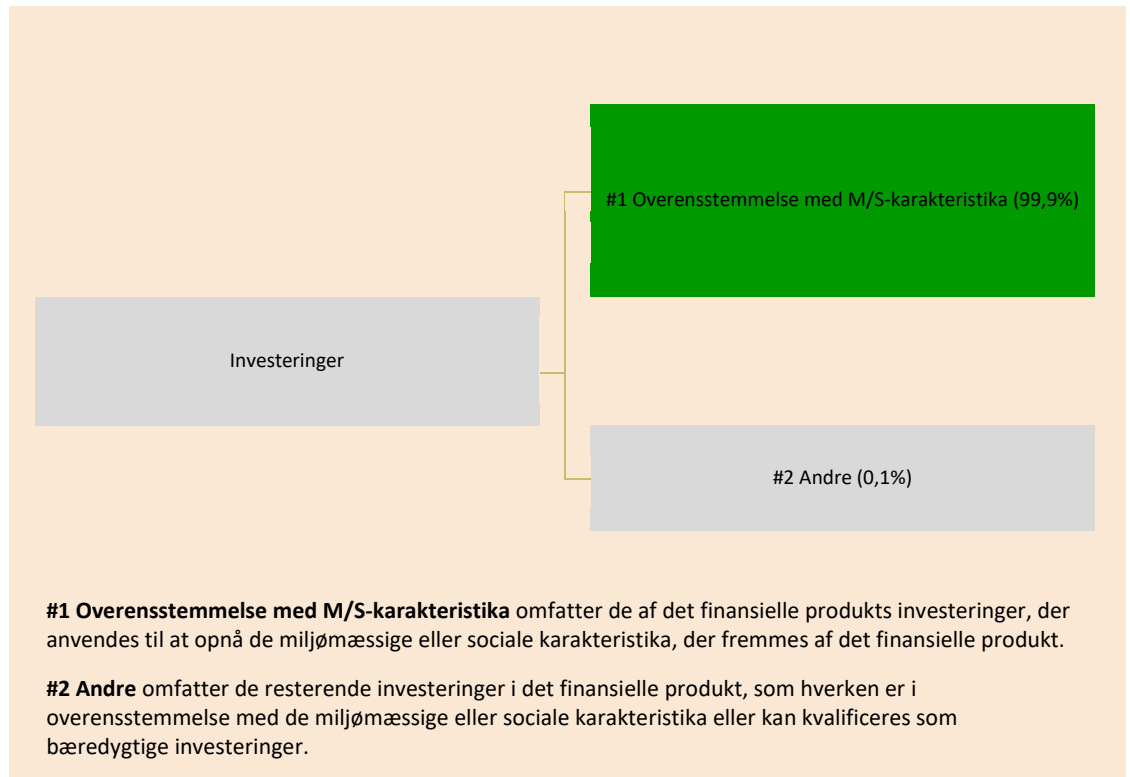 #1 Overensstemmelse med M/S-karakteristika (99,9%)
Investeringer
#2 Andre (0,1%)
#1 Overensstemmelse med M/S-karakteristika omfatter de af det finansielle produkts investeringer, der
anvendes til at opnå de miljømæssige eller sociale karakteristika, der fremmes af det finansielle produkt.
#2 Andre omfatter de resterende investeringer i det finansielle produkt, som hverken er i
overensstemmelse med de miljømæssige eller sociale karakteristika eller kan kvalificeres som
bæredygtige investeringer.